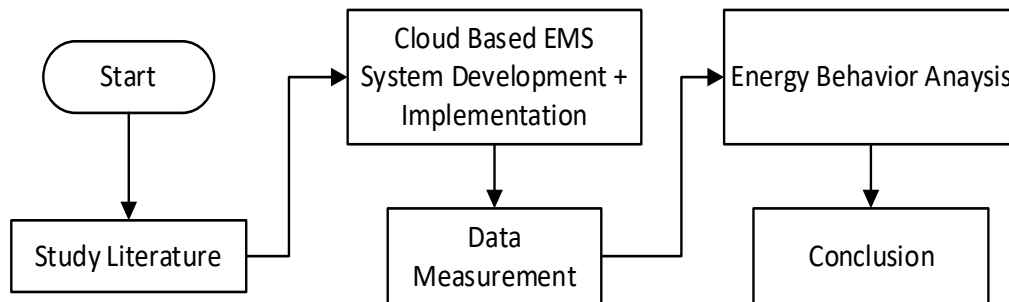 Start
Study Literature
Cloud Based EMS
System Development +
Implementation
Data
Measurement
Energy Behavior Anaysis
Conclusion